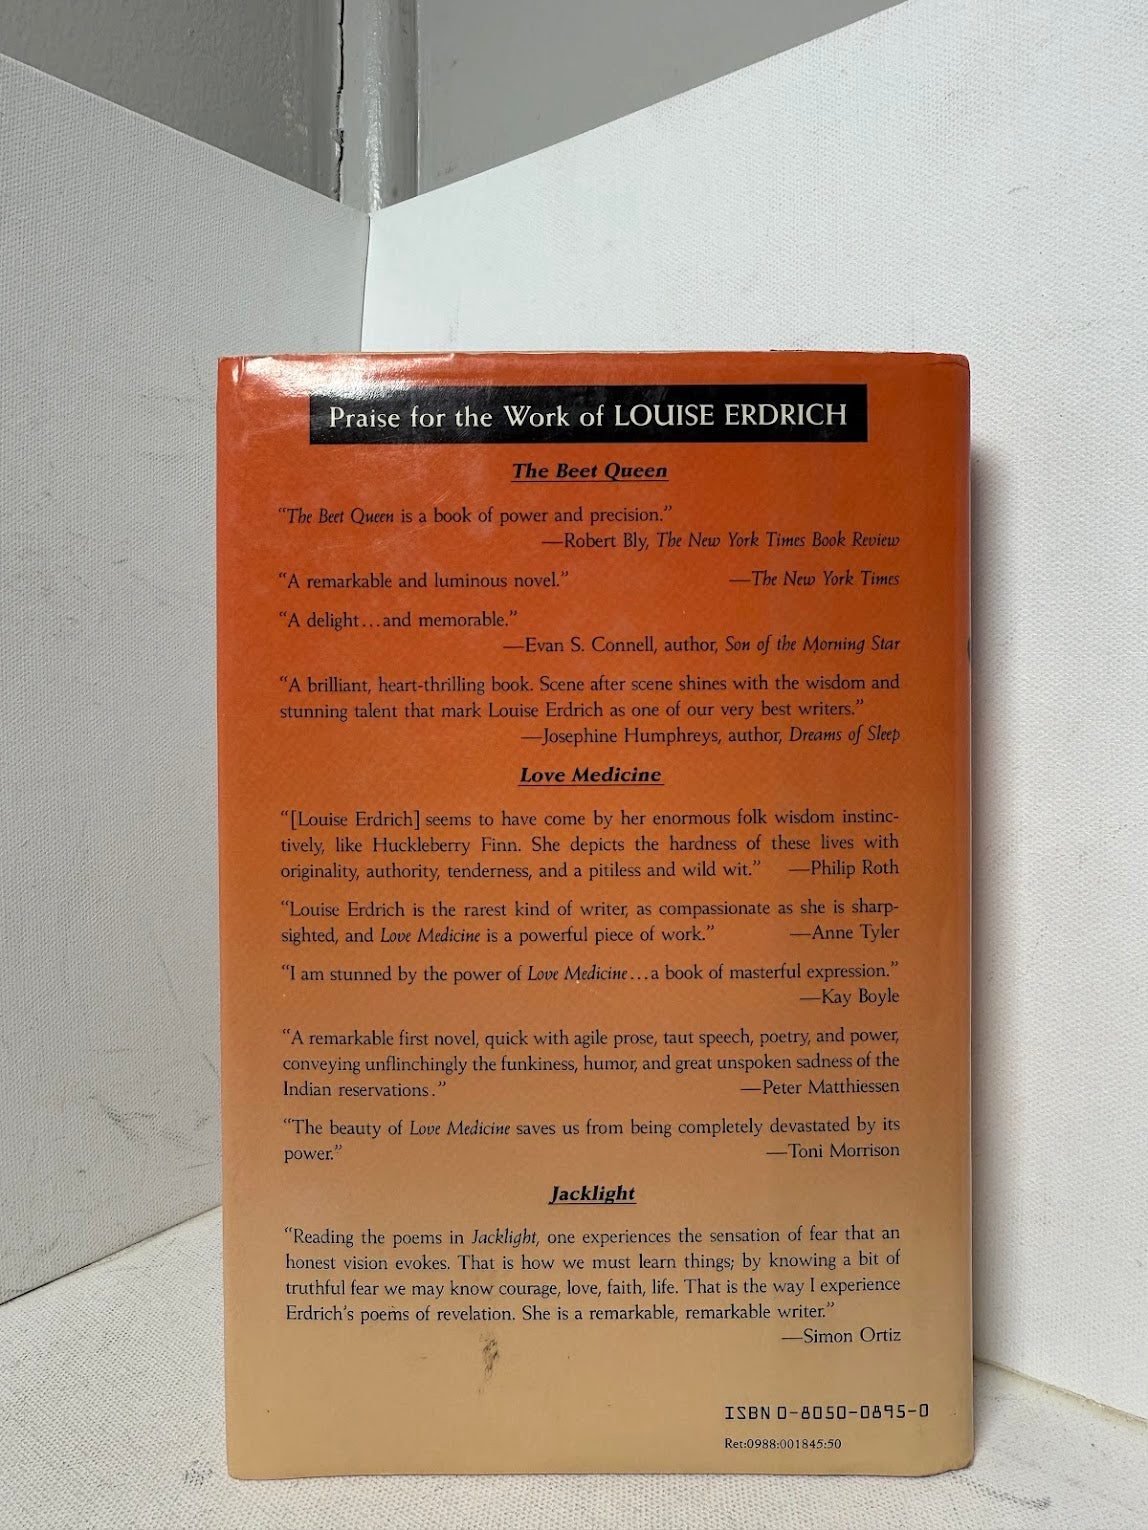 Praise for the Work of LOUISE ERDRICH
The Beet Queen
“The Beet Queen is a book of power and precision.”
—Robert Bly, The New York Times Book Review
“A remarkable and luminous novel.” —The New York Times
“A delight...and memorable.”
—Evan S. Connell, author, Son of the Morning Star
“A brilliant, heart-thrilling book. Scene after scene shines with the wisdom and
stunning talent that mark Louise Erdrich as one of our very best writers.”
—Josephine Humphreys, author, Dreams of Sleep
Love Medicine
“[Louise Erdrich] seems to have come by her enormous folk wisdom instinc-
tively, like Huckleberry Finn. She depicts the hardness of these lives with
originality, authority, tenderness, and a pitiless and wild wit.” —Philip Roth
“Louise Erdrich is the rarest kind of writer, as compassionate as she is sharp-
sighted, and Love Medicine is a powerful piece of work.” —Anne Tyler
“I am stunned by the power of Love Medicine...a book of masterful expression.”
—Kay Boyle
“A remarkable first novel, quick with agile prose, taut speech, poetry, and power,
conveying unflinchingly the funkiness, humor, and great unspoken sadness of the
Indian reservations.” —Peter Matthiessen
“The beauty of Love Medicine saves us from being completely devastated by its
power.” —Toni Morrison
Jacklight
“Reading the poems in Jacklight, one experiences the sensation of fear that an
honest vision evokes. That is how we must learn things; by knowing a bit of
truthful fear we may know courage, love, faith, life. That is the way I experience
Erdrich's poems of revelation. She is a remarkable, remarkable writer.”
—Simon Ortiz
ISBN 0-8050-0895-0
Ret:0988:001845:50